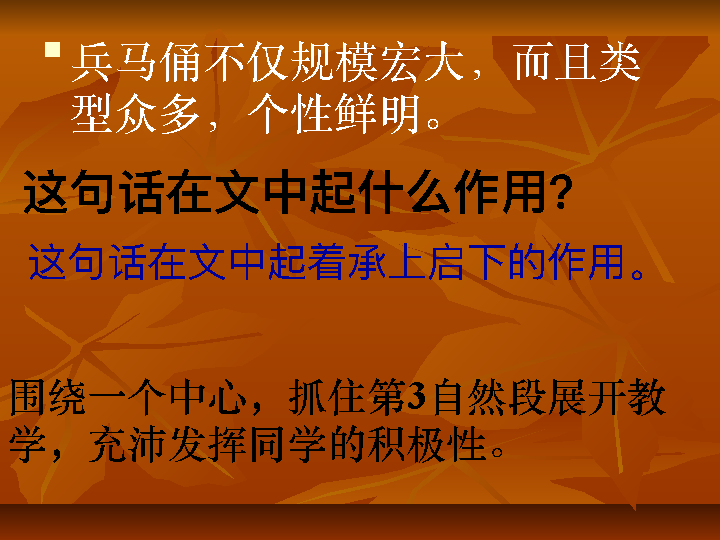 兵马俑不仅规模宏大，而且类
型众多，个性鲜明。
这句话在文中起什么作用?
这句话在文中起着承上启下的作用。
围绕一个中心，抓住第3自然段展开教
学，充沛发挥同学的积极性。